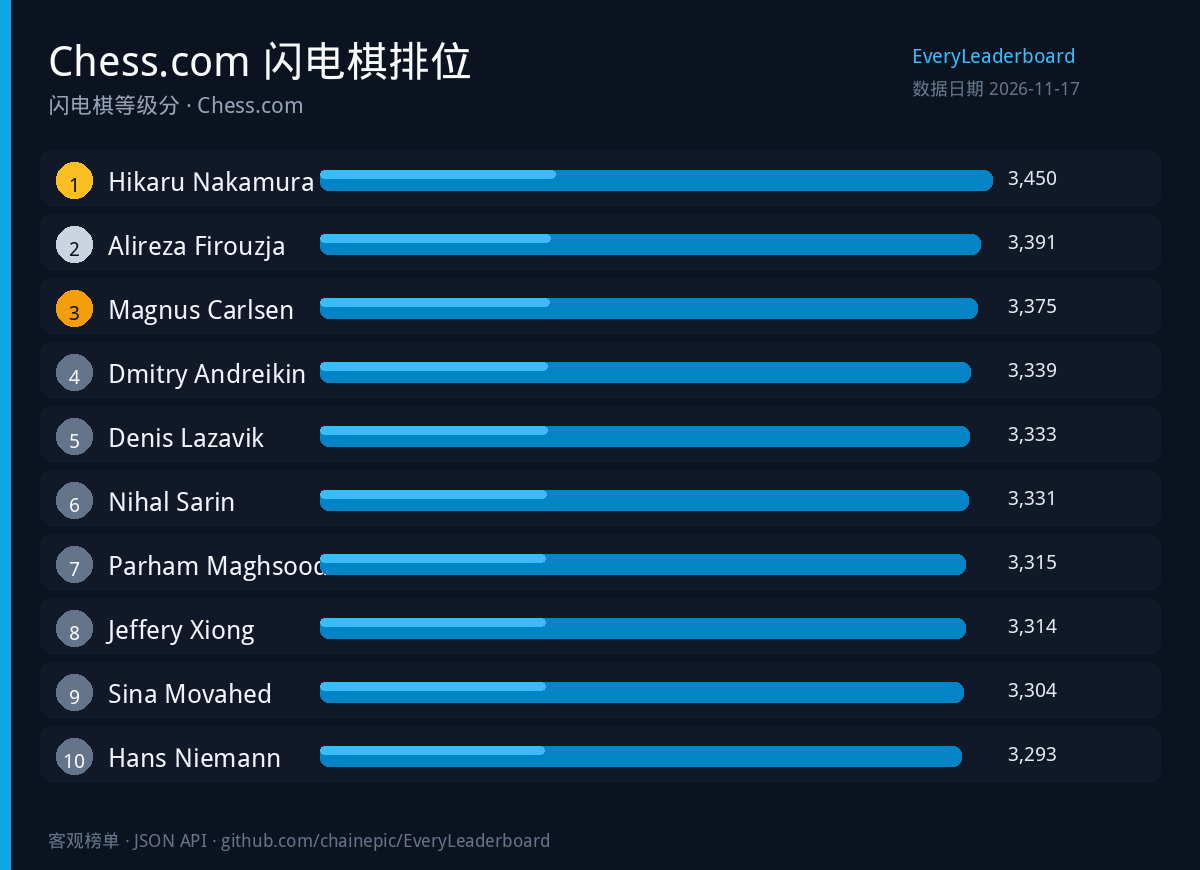 Chess.com 闪电棋排位
EveryLeaderboard
闪电棋等级分 · Chess.com
数据日期 2026-11-17
1 Hikaru Nakamura 3,450
2 Alireza Firouzja 3,391
3 Magnus Carlsen 3,375
4 Dmitry Andreikin 3,339
5 Denis Lazavik 3,333
6 Nihal Sarin 3,331
7 Parham Maghsood 3,315
8 Jeffery Xiong 3,314
9 Sina Movahed 3,304
10 Hans Niemann 3,293
客观榜单 · JSON API · github.com/chainepic/EveryLeaderboard